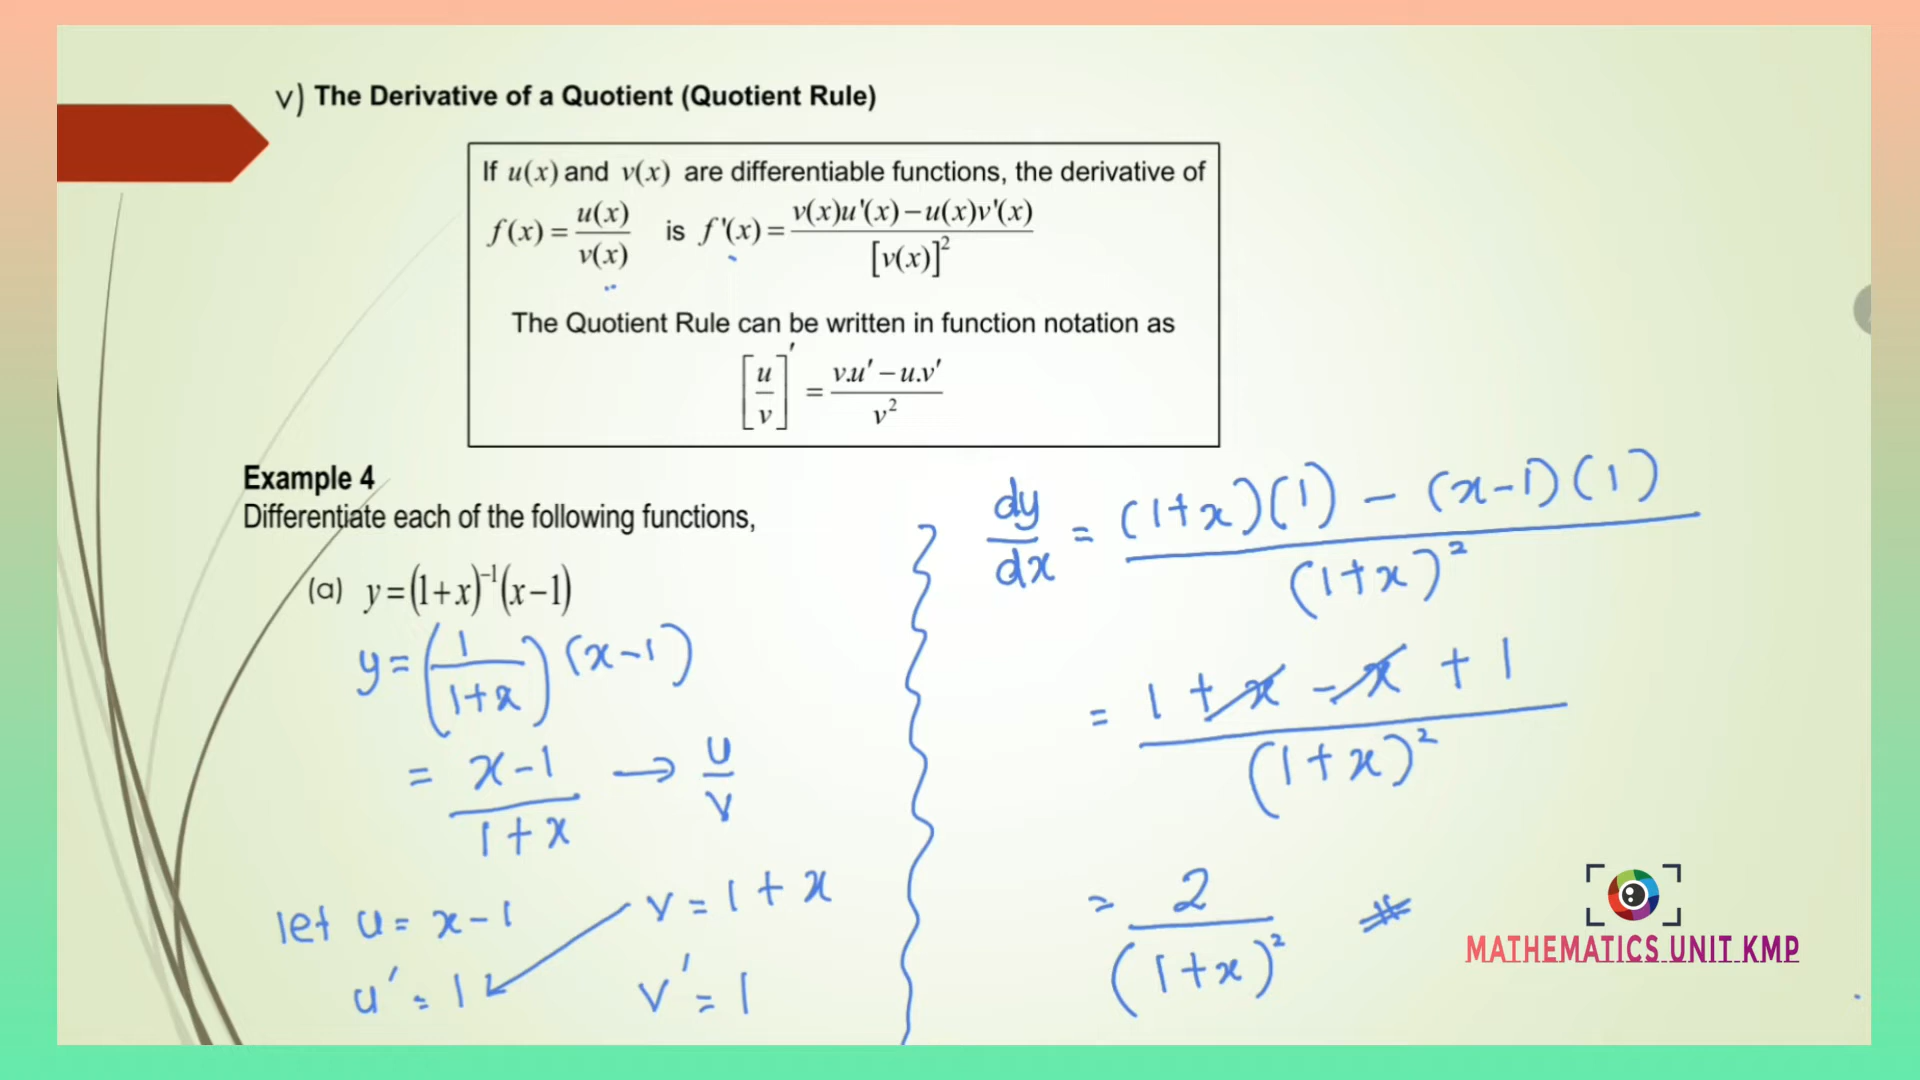 v) The Derivative of a Quotient (Quotient Rule)
If u(x) and v(x) are differentiable functions, the derivative of
f(x) = u(x)/v(x) is f'(x) = v(x)u'(x) − u(x)v'(x)/[v(x)]²
The Quotient Rule can be written in function notation as
[u/v]' = v.u' − u.v'/v²
Example 4
Differentiate each of the following functions,
(a) y = (1+x)⁻¹(x−1)
y = (1/1+x)(x−1)
= x−1/1+x → u/v
let u = x−1 v = 1+x
u' = 1 v' = 1
dy/dx = (1+x)(1) − (x−1)(1)/(1+x)²
= 1+x−x+1/(1+x)²
= 2/(1+x)² #
MATHEMATICS UNIT KMP